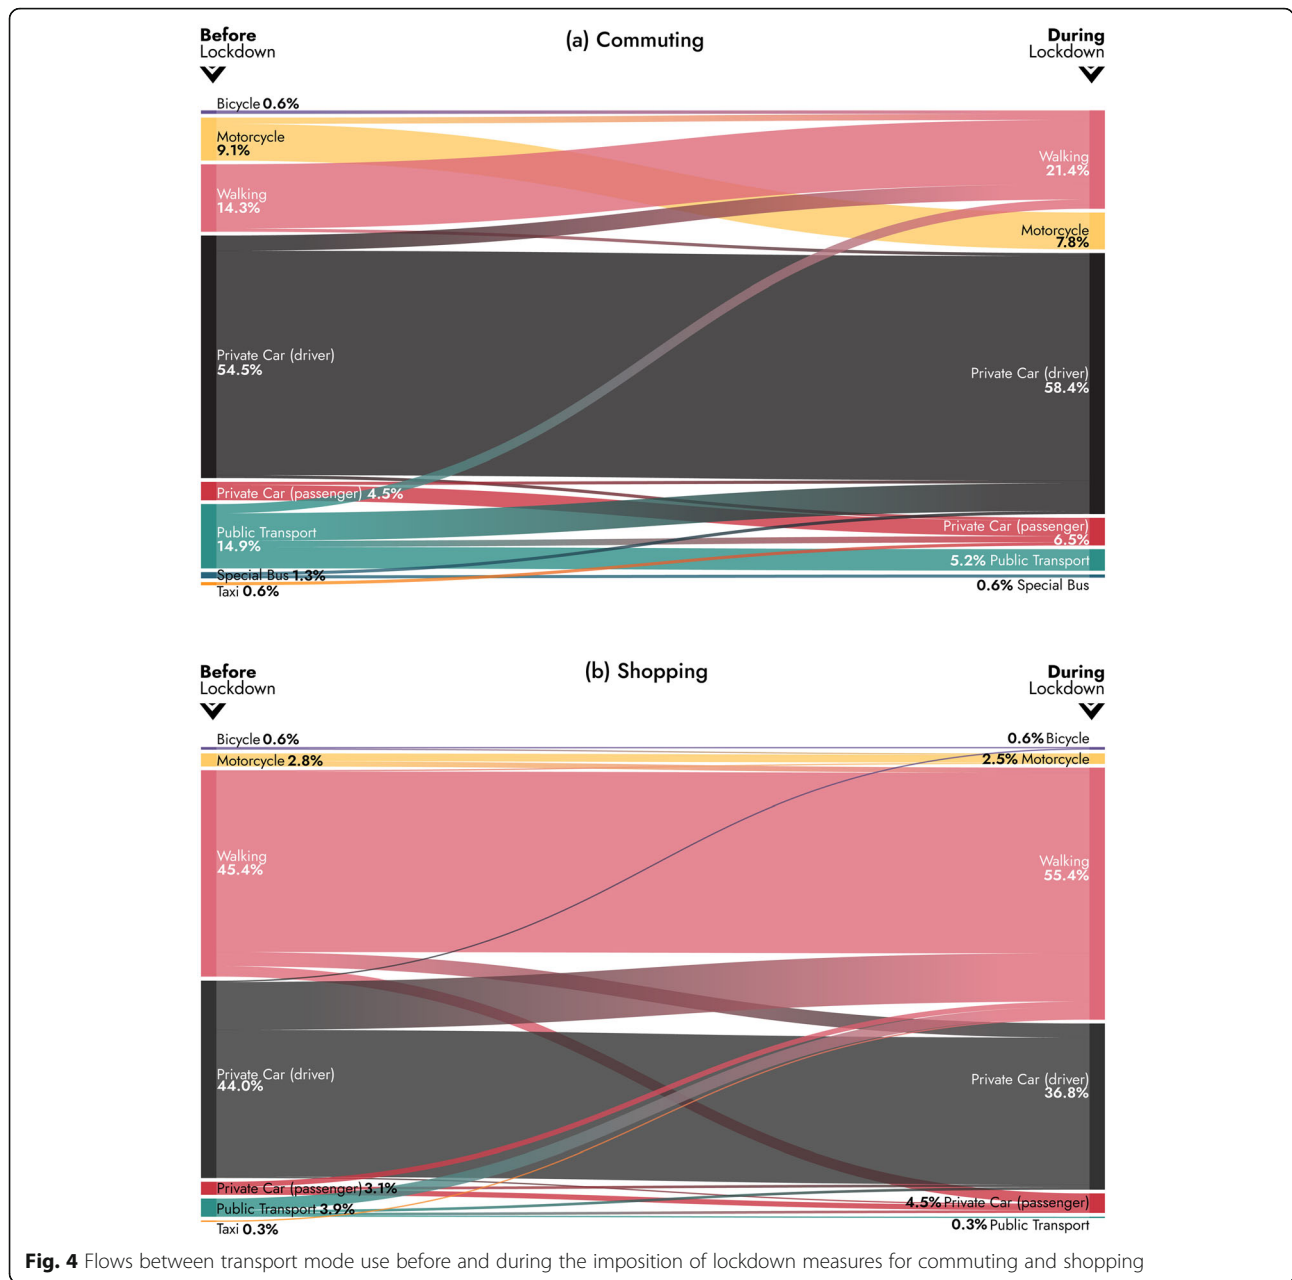 Before
Lockdown
(a) Commuting
During
Lockdown
Bicycle 0.6%
Motorcycle
9.1%
Walking
14.3%
Private Car (driver)
54.5%
Private Car (passenger) 4.5%
Public Transport
14.9%
Special Bus 1.3%
Taxi 0.6%
Walking
21.4%
Motorcycle
7.8%
Private Car (driver)
58.4%
Private Car (passenger)
6.5%
5.2% Public Transport
0.6% Special Bus
Before
Lockdown
(b) Shopping
During
Lockdown
Bicycle 0.6%
Motorcycle 2.8%
Walking
45.4%
Private Car (driver)
44.0%
Private Car (passenger) 3.1%
Public Transport 3.9%
Taxi 0.3%
0.6% Bicycle
2.5% Motorcycle
Walking
55.4%
Private Car (driver)
36.8%
4.5% Private Car (passenger)
0.3% Public Transport
Fig. 4 Flows between transport mode use before and during the imposition of lockdown measures for commuting and shopping